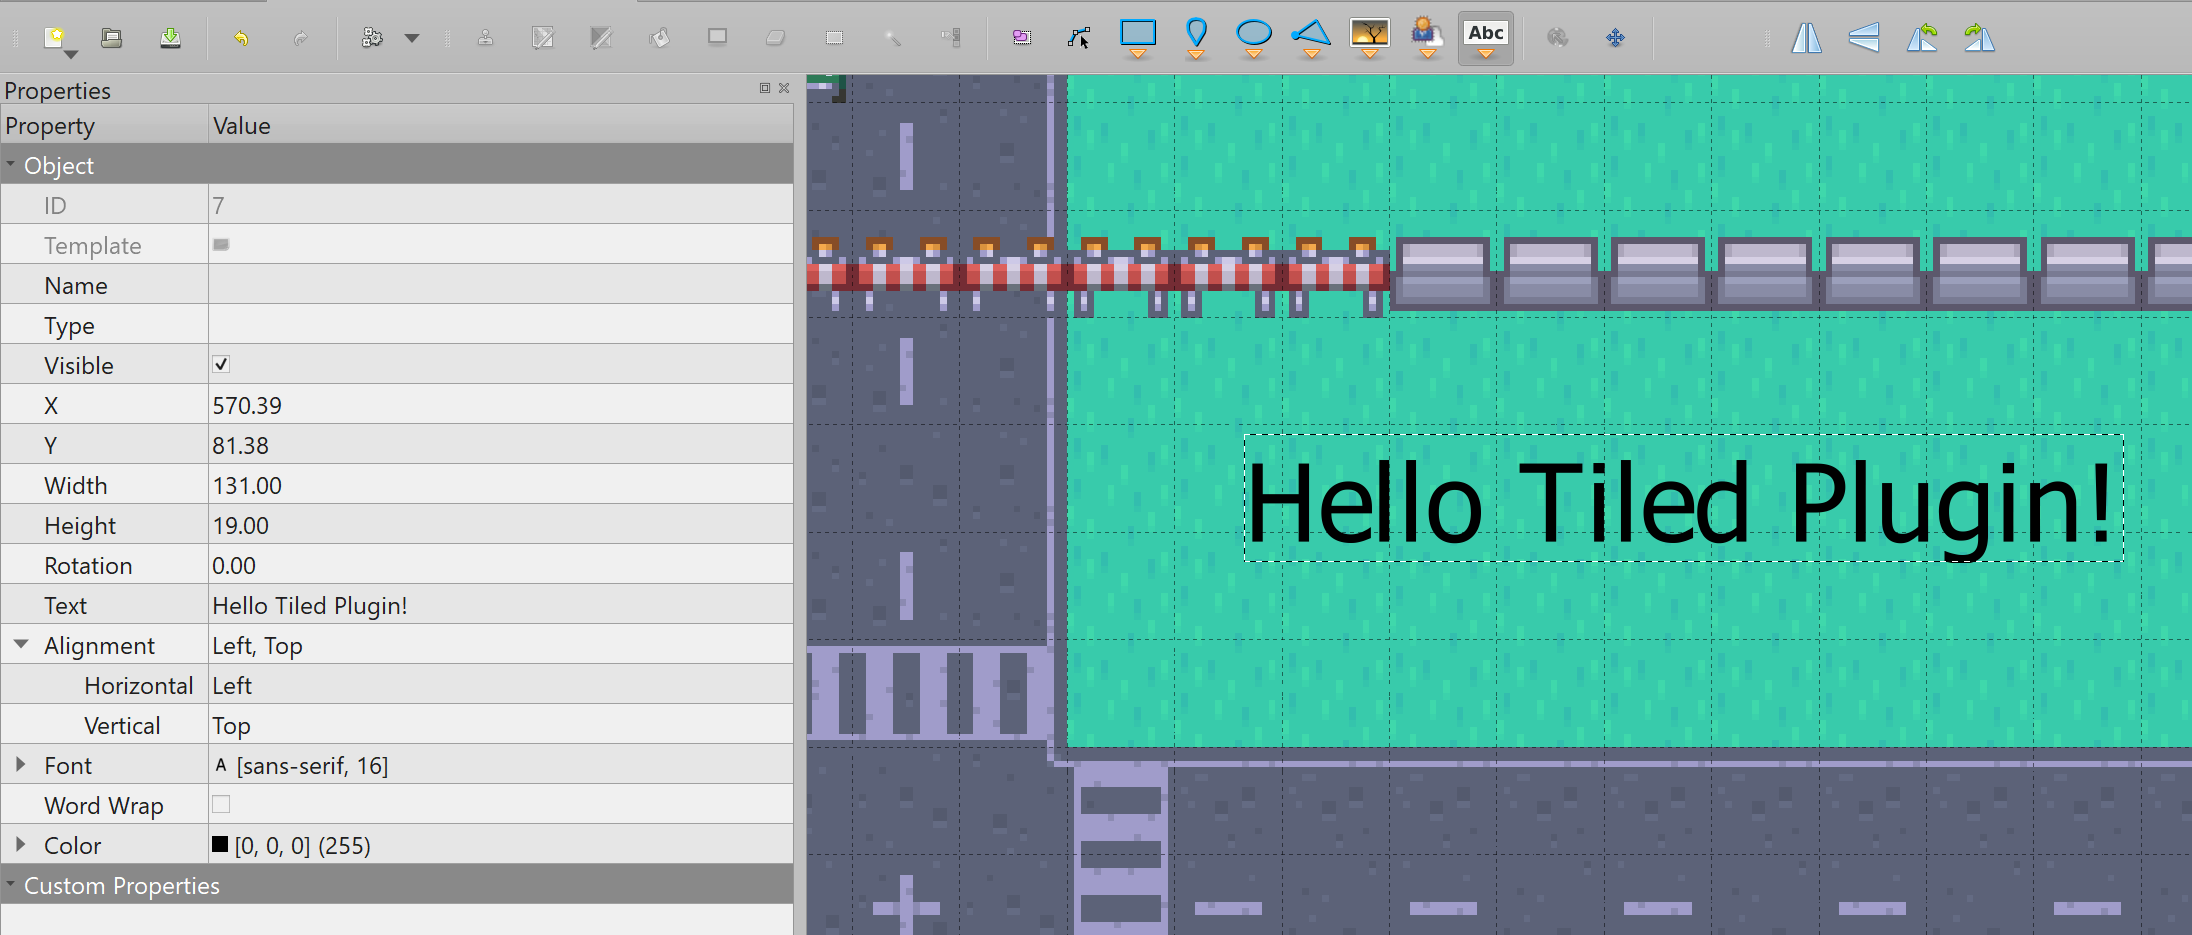 Abc
Properties
Property Value
Object
ID 7
Template
Name
Type
Visible
X 570.39
Y 81.38
Width 131.00
Height 19.00
Rotation 0.00
Text Hello Tiled Plugin!
Alignment Left, Top
Horizontal Left
Vertical Top
Font A [sans-serif, 16]
Word Wrap
Color [0, 0, 0] (255)
Custom Properties
Hello Tiled Plugin!